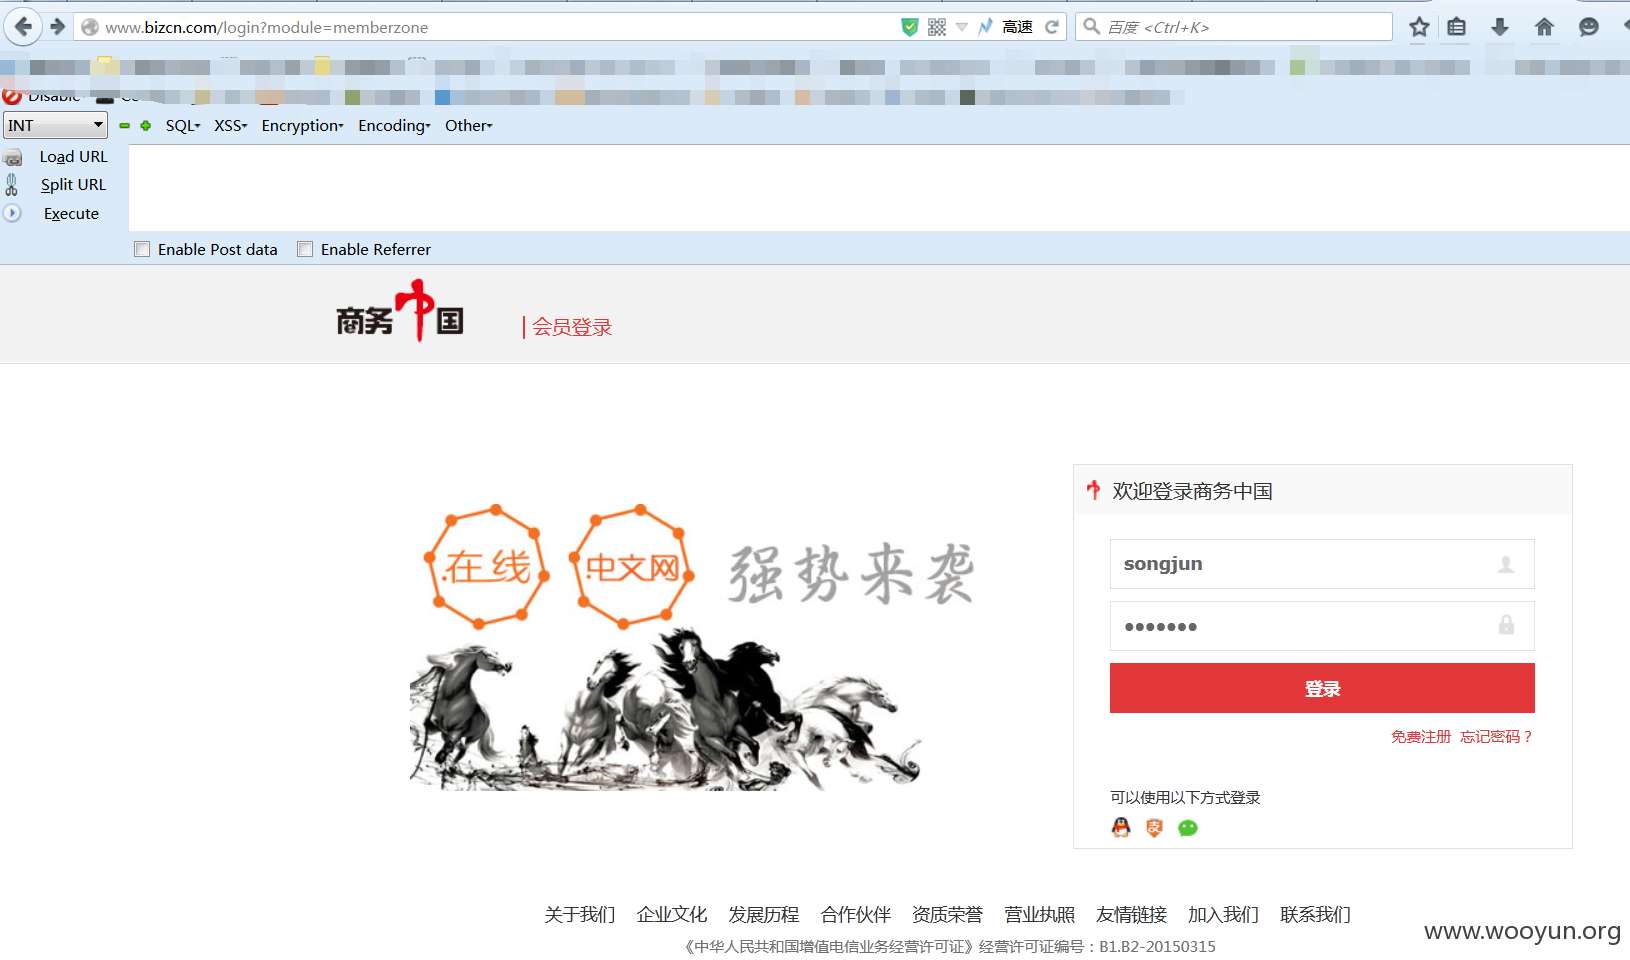 www.bizcn.com/login?module=memberzone
高速
百度 <Ctrl+K>
Disable
INT
SQL
XSS
Encryption
Encoding
Other
Load URL
Split URL
Execute
Enable Post data
Enable Referrer
商务中国
会员登录
.在线
.中文网
强势来袭
欢迎登录商务中国
songjun
•••••••
登录
免费注册 忘记密码？
可以使用以下方式登录
关于我们 企业文化 发展历程 合作伙伴 资质荣誉 营业执照 友情链接 加入我们 联系我们
《中华人民共和国增值电信业务经营许可证》经营许可证编号：B1.B2-20150315
www.wooyun.org